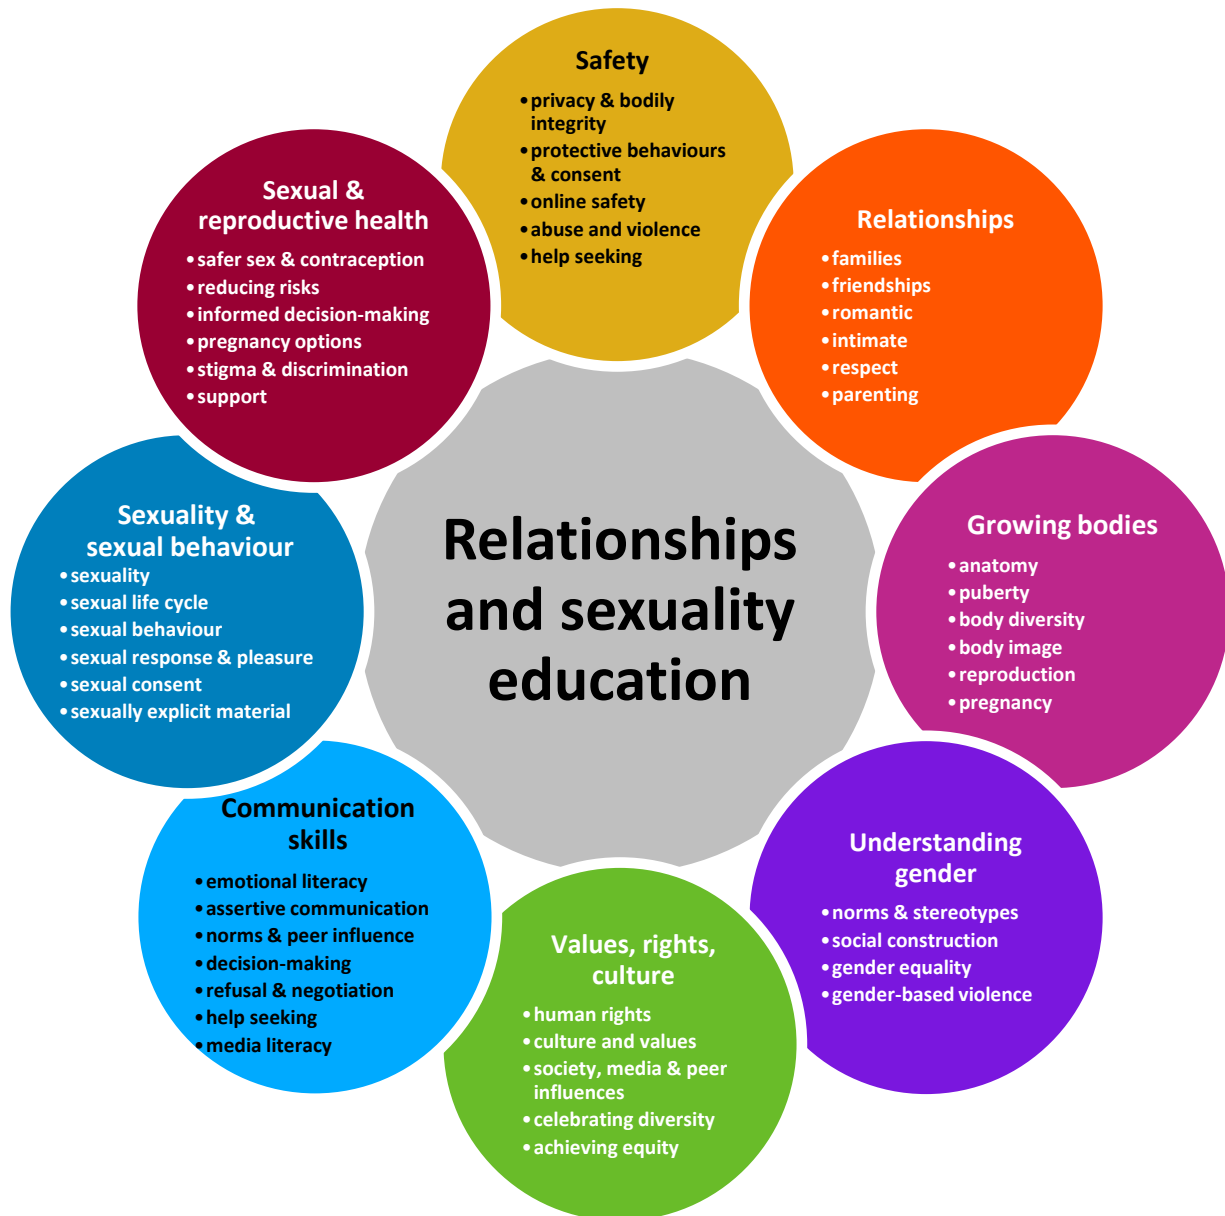 Safety
•privacy & bodily
integrity
•protective behaviours
& consent
•online safety
•abuse and violence
•help seeking
Relationships
•families
•friendships
•romantic
•intimate
•respect
•parenting
Growing bodies
•anatomy
•puberty
•body diversity
•body image
•reproduction
•pregnancy
Understanding
gender
•norms & stereotypes
•social construction
•gender equality
•gender-based violence
Values, rights,
culture
•human rights
•culture and values
•society, media & peer
influences
•celebrating diversity
•achieving equity
Communication
skills
•emotional literacy
•assertive communication
•norms & peer influence
•decision-making
•refusal & negotiation
•help seeking
•media literacy
Sexuality &
sexual behaviour
•sexuality
•sexual life cycle
•sexual behaviour
•sexual response & pleasure
•sexual consent
•sexually explicit material
Sexual &
reproductive health
•safer sex & contraception
•reducing risks
•informed decision-making
•pregnancy options
•stigma & discrimination
•support
Relationships
and sexuality
education